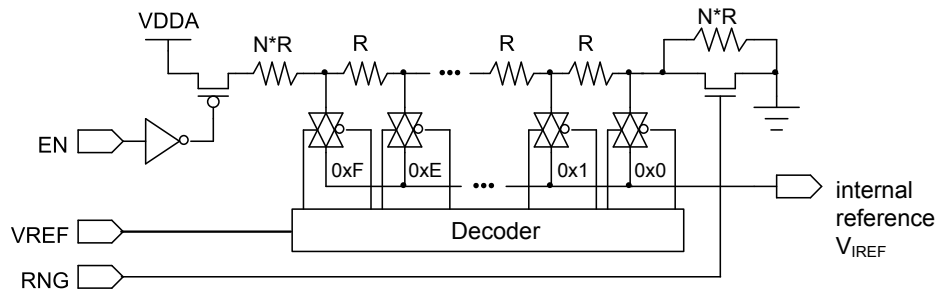 VDDA
N*R
R
R
R
N*R
•••
EN
0xF
0xE
0x1
0x0
•••
internal
reference
VIREF
VREF
Decoder
RNG